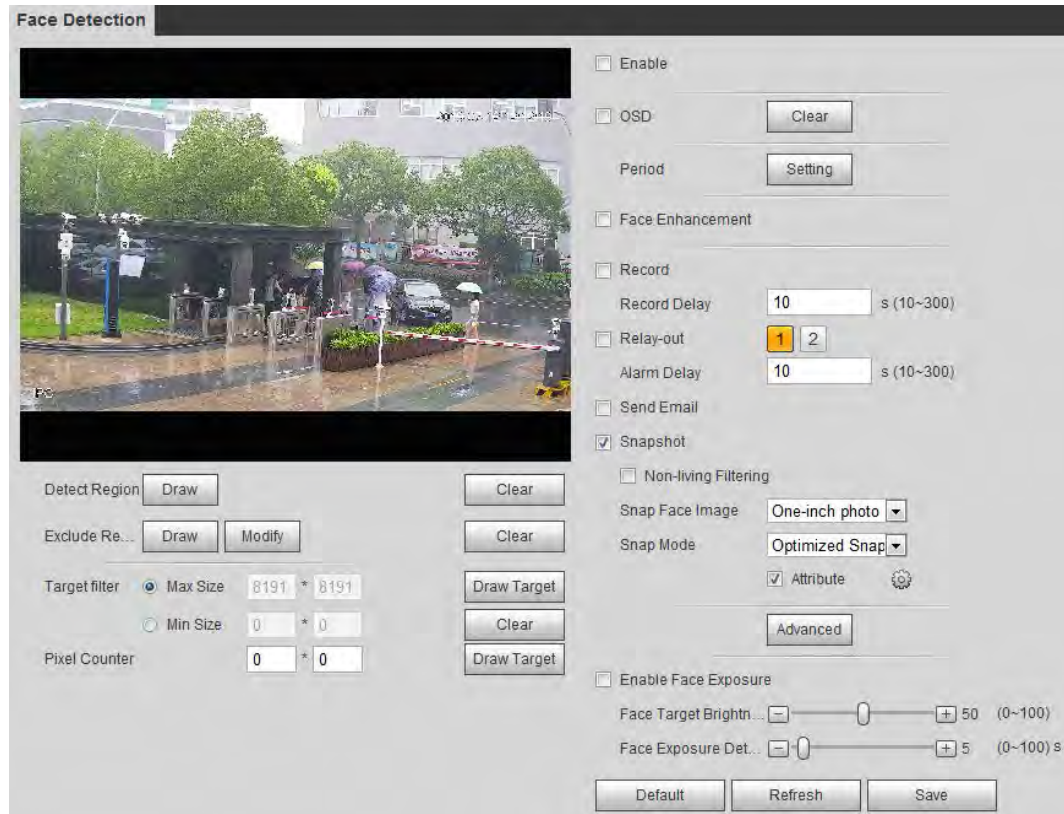 Face Detection
Enable
OSD Clear
Period Setting
Face Enhancement
Record
Record Delay 10 s (10~300)
Relay-out 1 2
Alarm Delay 10 s (10~300)
Send Email
Snapshot
Non-living Filtering
Snap Face Image One-inch photo
Snap Mode Optimized Snap
Attribute
Advanced
Enable Face Exposure
Face Target Brightn... 50 (0~100)
Face Exposure Det... 5 (0~100) s
Default Refresh Save
Detect Region Draw Clear
Exclude Re... Draw Modify Clear
Target filter Max Size 8191 * 8191 Draw Target
Min Size 0 * 0 Clear
Pixel Counter 0 * 0 Draw Target